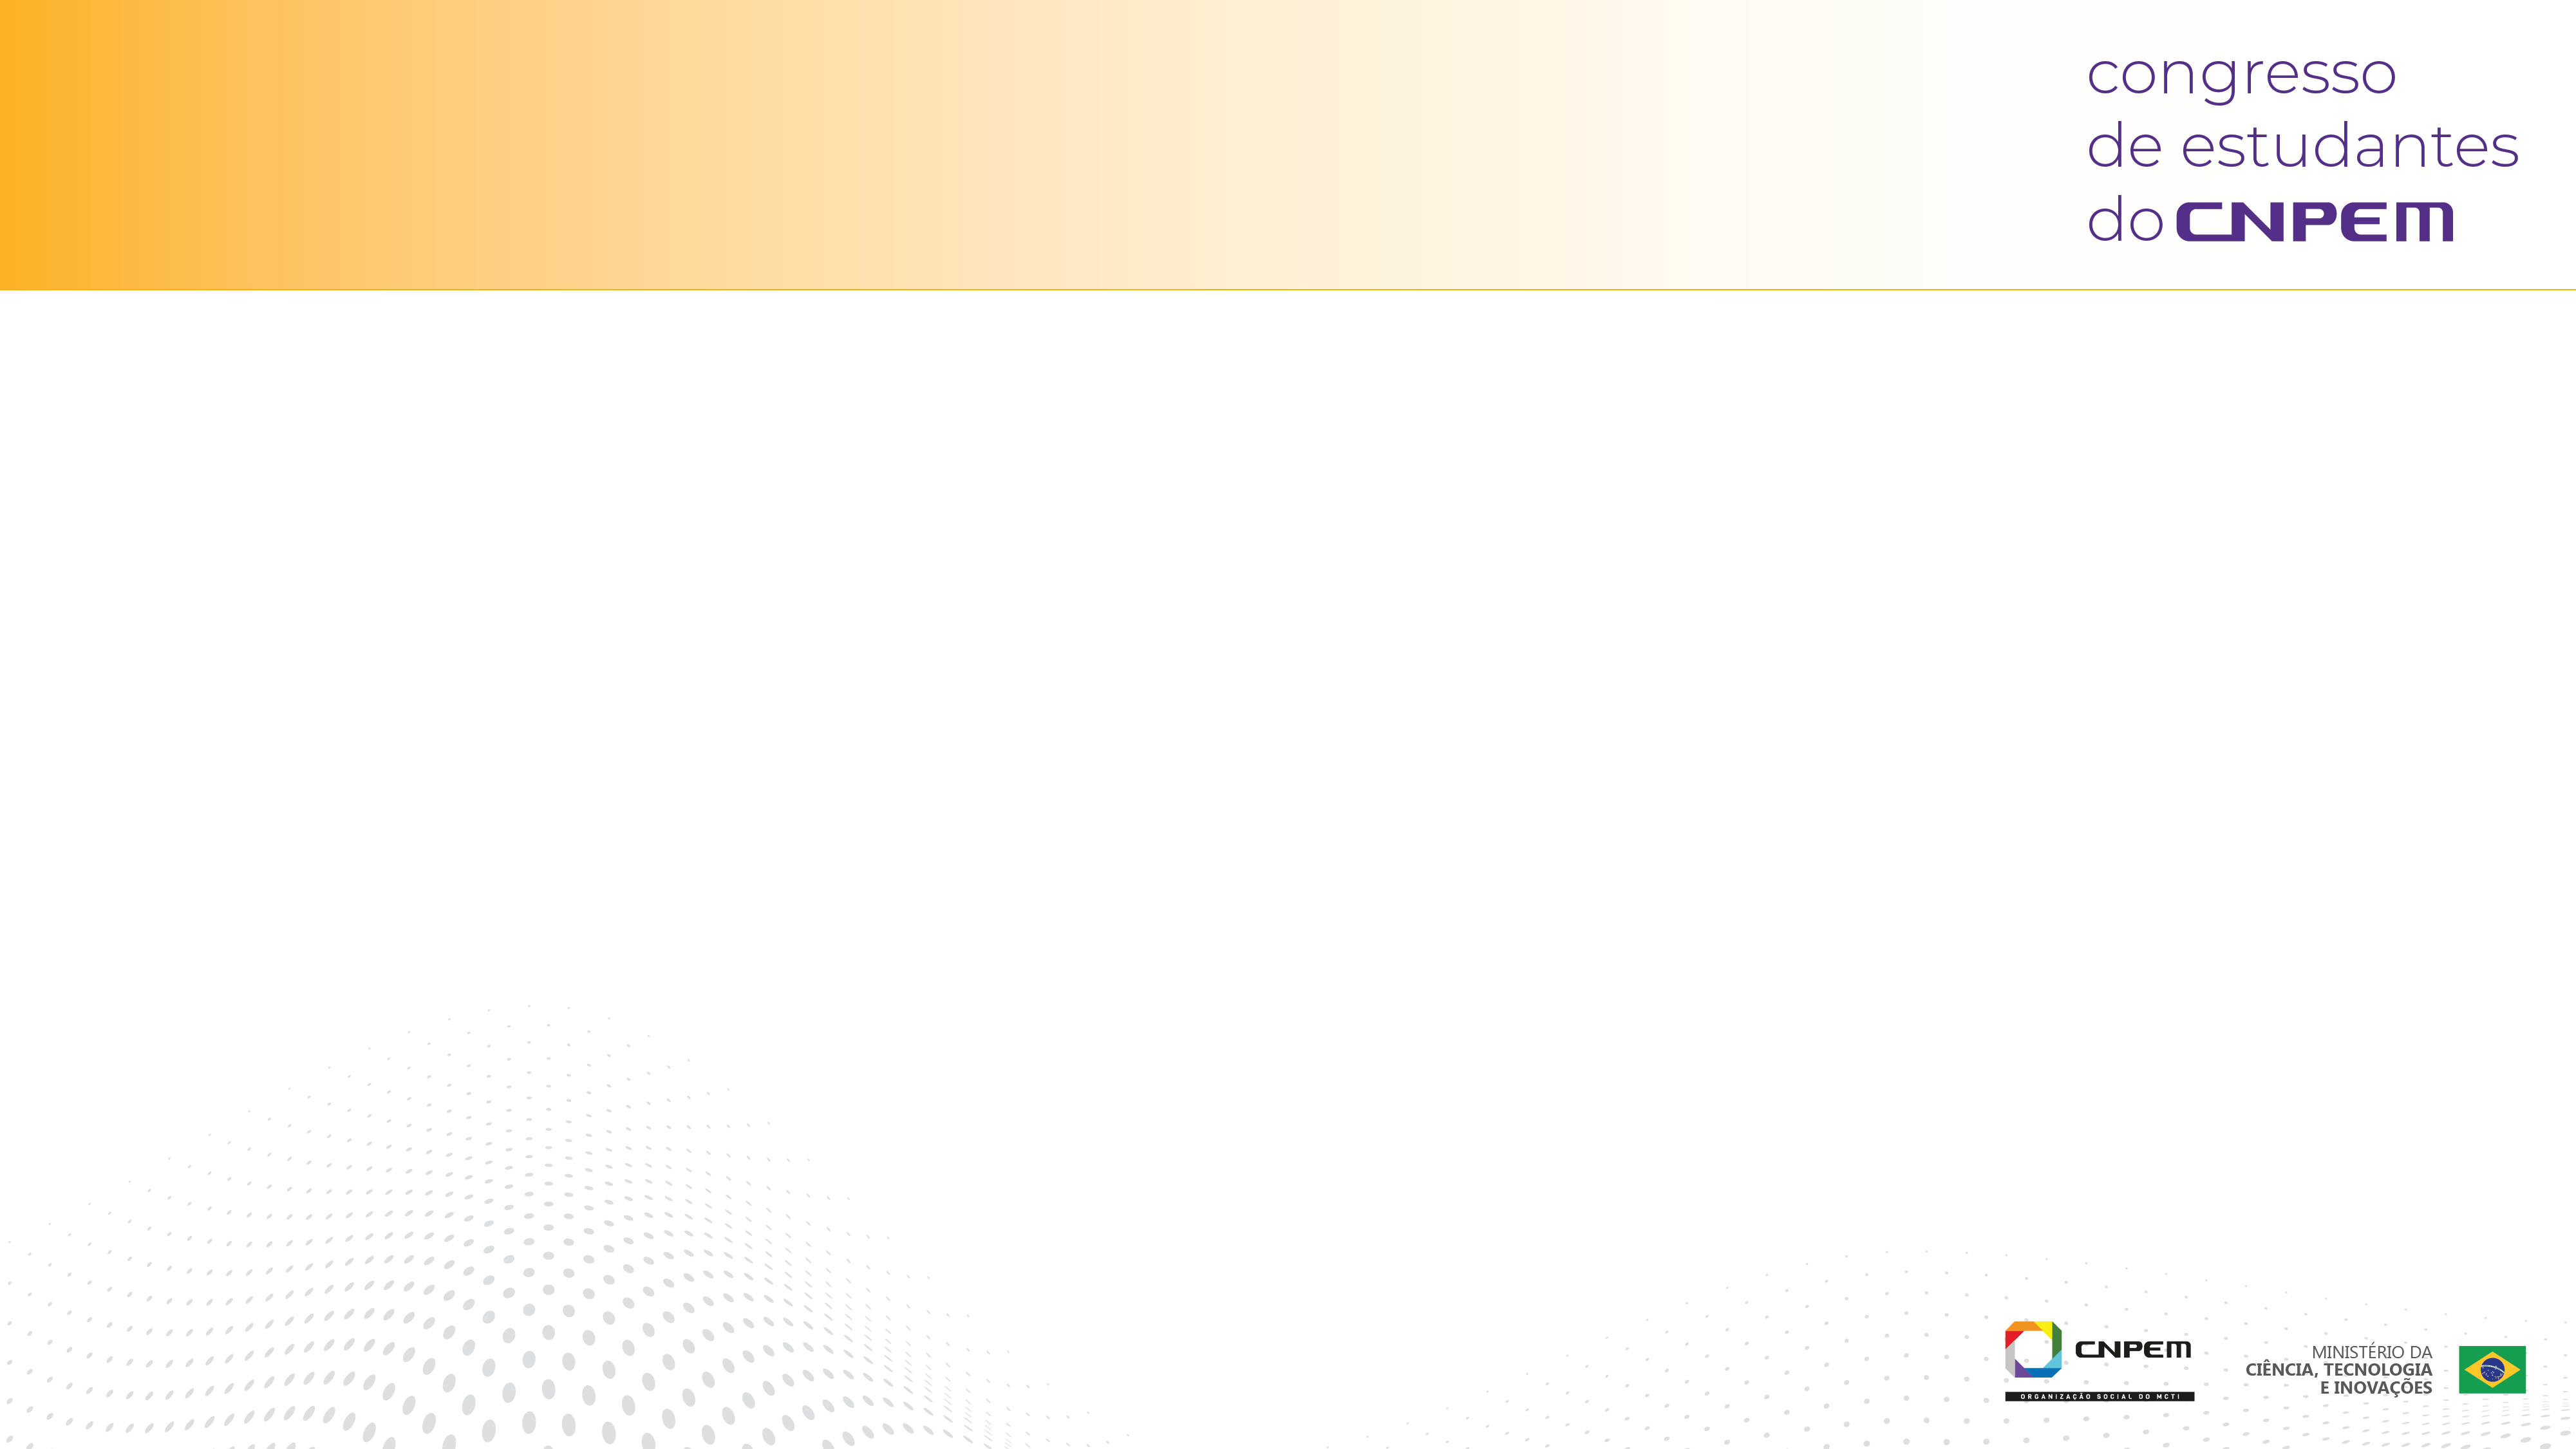 congresso
de estudantes
do CNPEM
CNPEM
ORGANIZAÇÃO SOCIAL DO MCTI
MINISTÉRIO DA
CIÊNCIA, TECNOLOGIA
E INOVAÇÕES